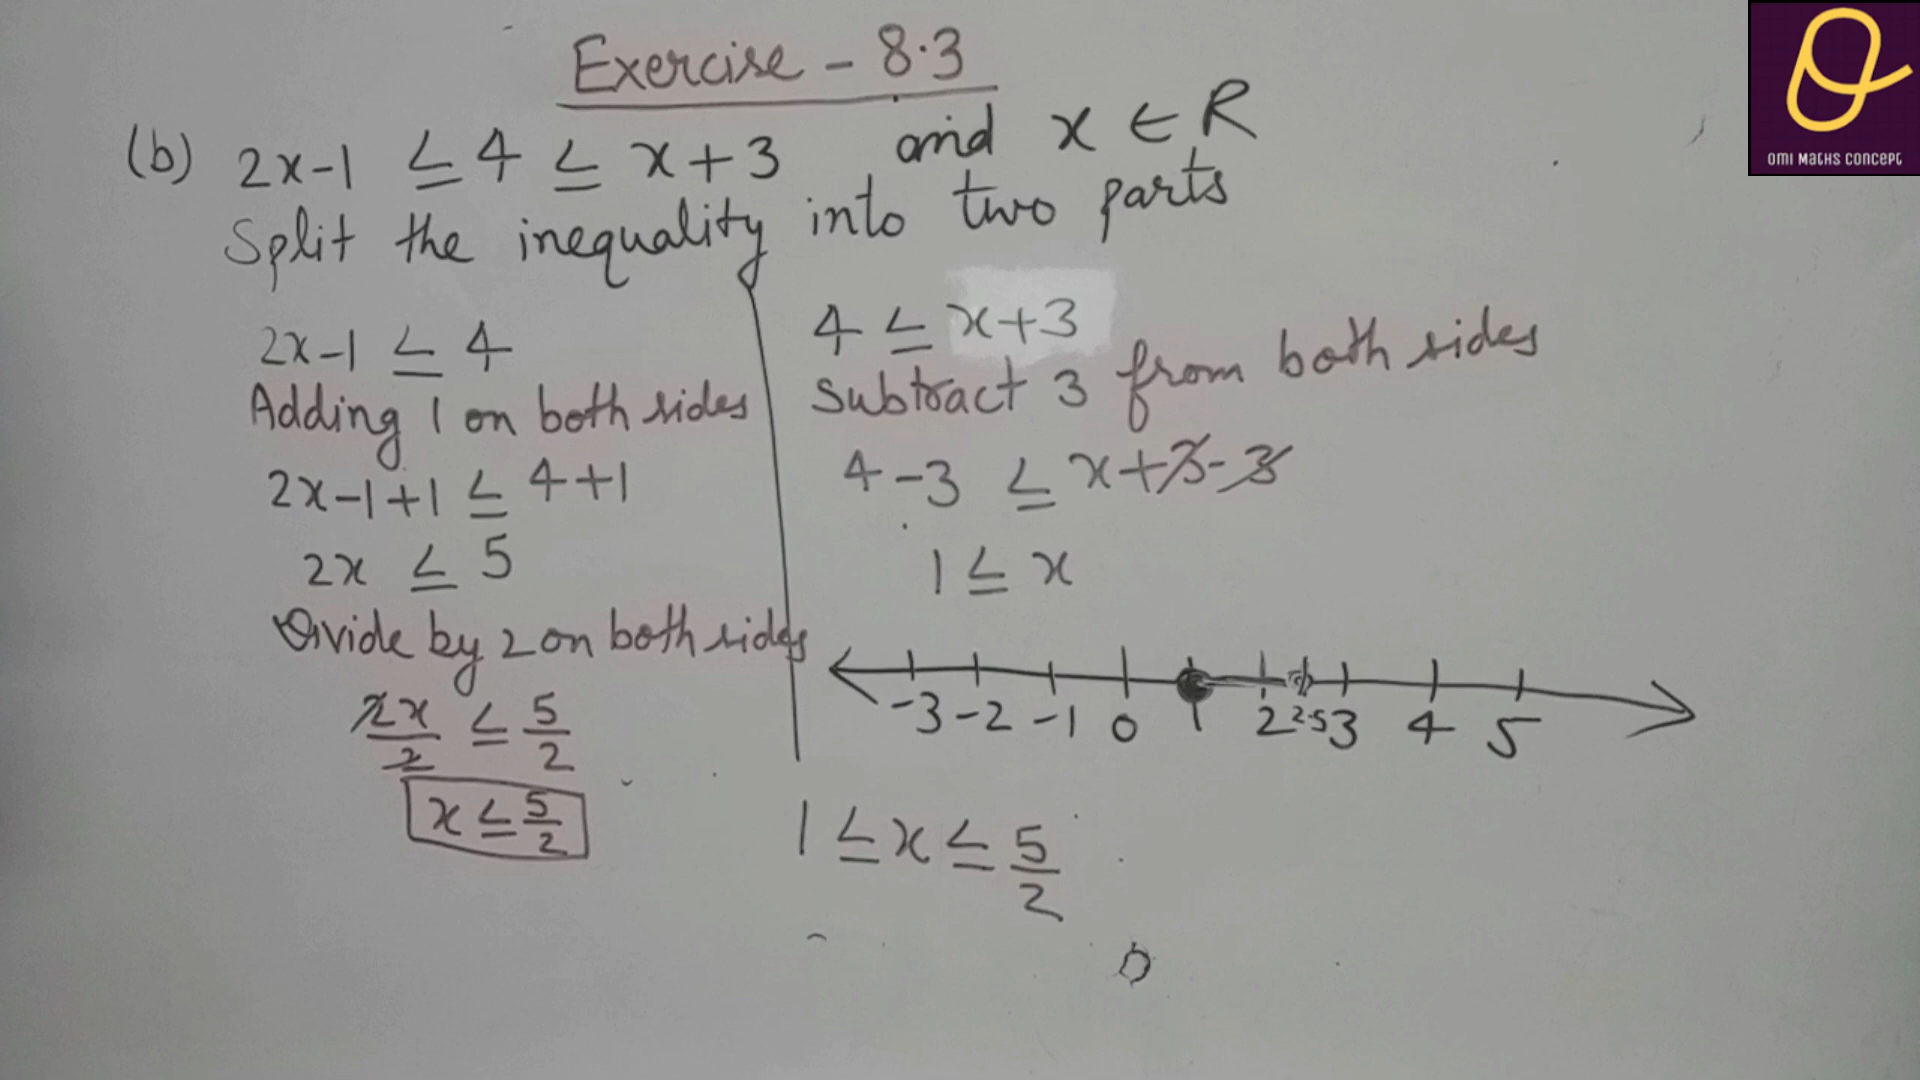 Exercise - 8.3
(b) 2x-1 ≤ 4 ≤ x+3 and x ∈ R
Split the inequality into two parts
2x-1 ≤ 4
Adding 1 on both sides
2x-1+1 ≤ 4+1
2x ≤ 5
Divide by 2 on both sides
2x/2 ≤ 5/2
x ≤ 5/2
4 ≤ x+3
Subtract 3 from both sides
4-3 ≤ x+3-3
1 ≤ x
-3 -2 -1 0 1 2 2.5 3 4 5
1 ≤ x ≤ 5/2
OMI MATHS CONCEPT